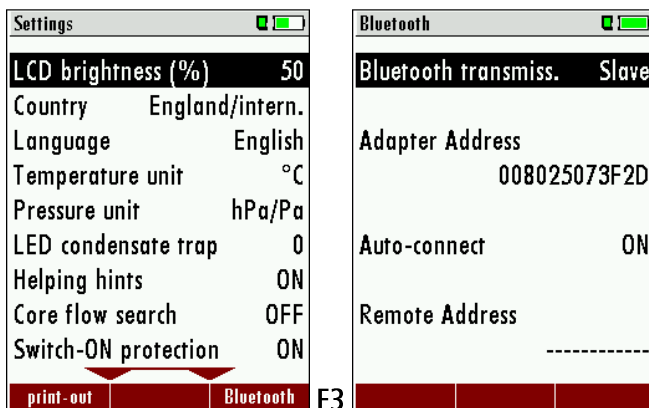 Settings
LCD brightness (%) 50
Country England/intern.
Language English
Temperature unit °C
Pressure unit hPa/Pa
LED condensate trap 0
Helping hints ON
Core flow search OFF
Switch-ON protection ON
print-out Bluetooth
F3
Bluetooth
Bluetooth transmiss. Slave
Adapter Address
008025073F2D
Auto-connect ON
Remote Address
------------